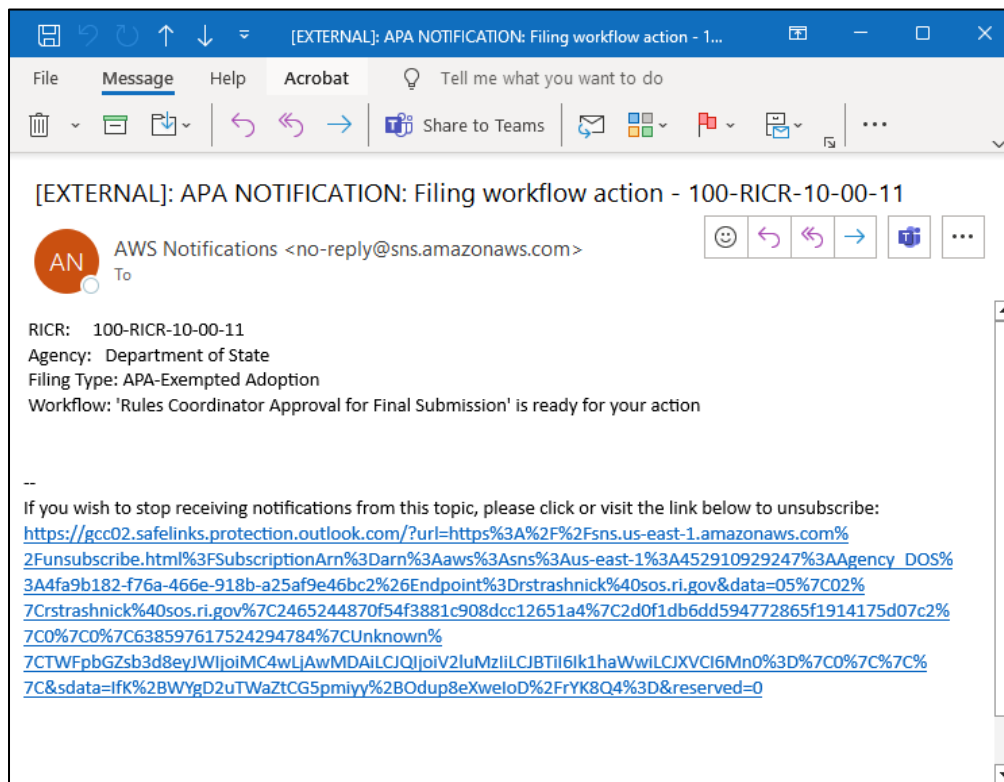 [EXTERNAL]: APA NOTIFICATION: Filing workflow action - 1...
File Message Help Acrobat Tell me what you want to do
Share to Teams
[EXTERNAL]: APA NOTIFICATION: Filing workflow action - 100-RICR-10-00-11
AN
AWS Notifications <no-reply@sns.amazonaws.com>
To
RICR: 100-RICR-10-00-11
Agency: Department of State
Filing Type: APA-Exempted Adoption
Workflow: 'Rules Coordinator Approval for Final Submission' is ready for your action
--
If you wish to stop receiving notifications from this topic, please click or visit the link below to unsubscribe:
https://gcc02.safelinks.protection.outlook.com/?url=https%3A%2F%2Fsns.us-east-1.amazonaws.com%
2Funsubscribe.html%3FSubscriptionArn%3Darn%3Aaws%3Asns%3Aus-east-1%3A452910929247%3AAgency_DOS%
3A4fa9b182-f76a-466e-918b-a25af9e46bc2%26Endpoint%3Drstrashnick%40sos.ri.gov&data=05%7C02%
7Crstrashnick%40sos.ri.gov%7C2465244870f54f3881c908dcc12651a4%7C2d0f1db6dd594772865f1914175d07c2%
7C0%7C0%7C638597617524294784%7CUnknown%
7CTWFpbGZsb3d8eyJWIjoiMC4wLjAwMDAiLCJQIjoiV2luMzIiLCJBTiI6Ik1haWwiLCJXVCI6Mn0%3D%7C0%7C%7C%
7C&sdata=IfK%2BWYgD2uTWaZtCG5pmiyy%2BOdup8eXweIoD%2FrYK8Q4%3D&reserved=0